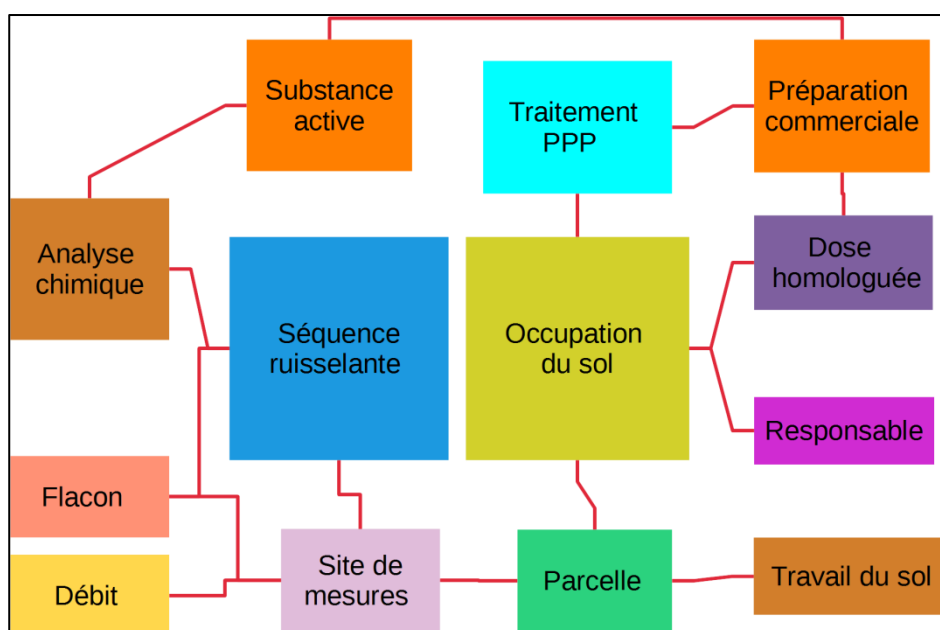 Substance
active
Traitement
PPP
Préparation
commerciale
Analyse
chimique
Séquence
ruisselante
Occupation
du sol
Dose
homologuée
Responsable
Flacon
Débit
Site de
mesures
Parcelle
Travail du sol